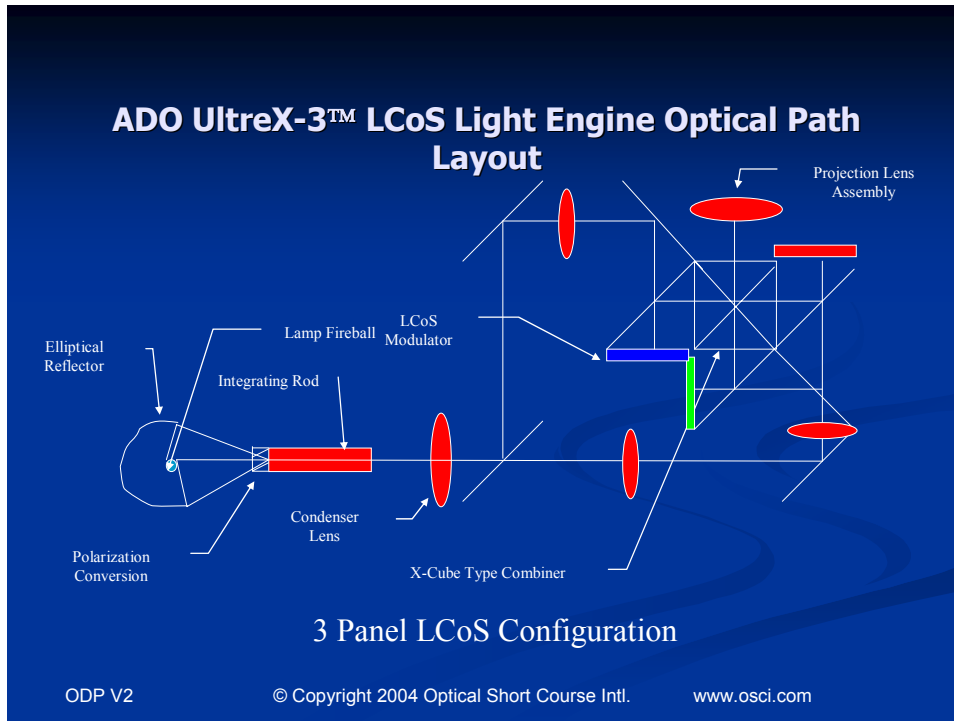 ADO UltreX-3™ LCoS Light Engine Optical Path
Layout
Projection Lens
Assembly
LCoS
Modulator
Lamp Fireball
Elliptical
Reflector
Integrating Rod
Condenser
Lens
Polarization
Conversion
X-Cube Type Combiner
3 Panel LCoS Configuration
ODP V2
© Copyright 2004 Optical Short Course Intl.
www.osci.com